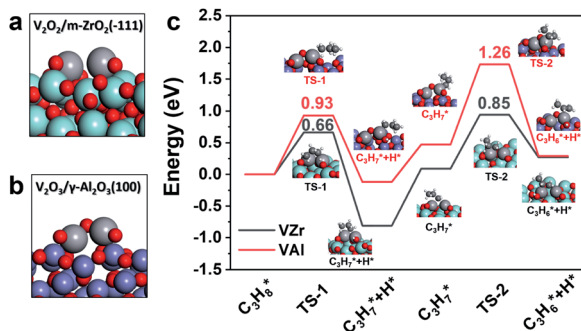 a
V₂O₂/m-ZrO₂(-111)
b
V₂O₃/γ-Al₂O₃(100)
c
Energy (eV)
2.5
2.0
1.5
1.0
0.5
0.0
-0.5
-1.0
-1.5
TS-1
0.93
0.66
TS-1
C₃H₇*+H*
C₃H₇*+H*
C₃H₇*
C₃H₇*
1.26
TS-2
0.85
TS-2
C₃H₆*+H*
C₃H₆*+H*
VZr
VAl
C₃H₈*
TS-1
C₃H₇*+H*
C₃H₇*
TS-2
C₃H₆*+H*